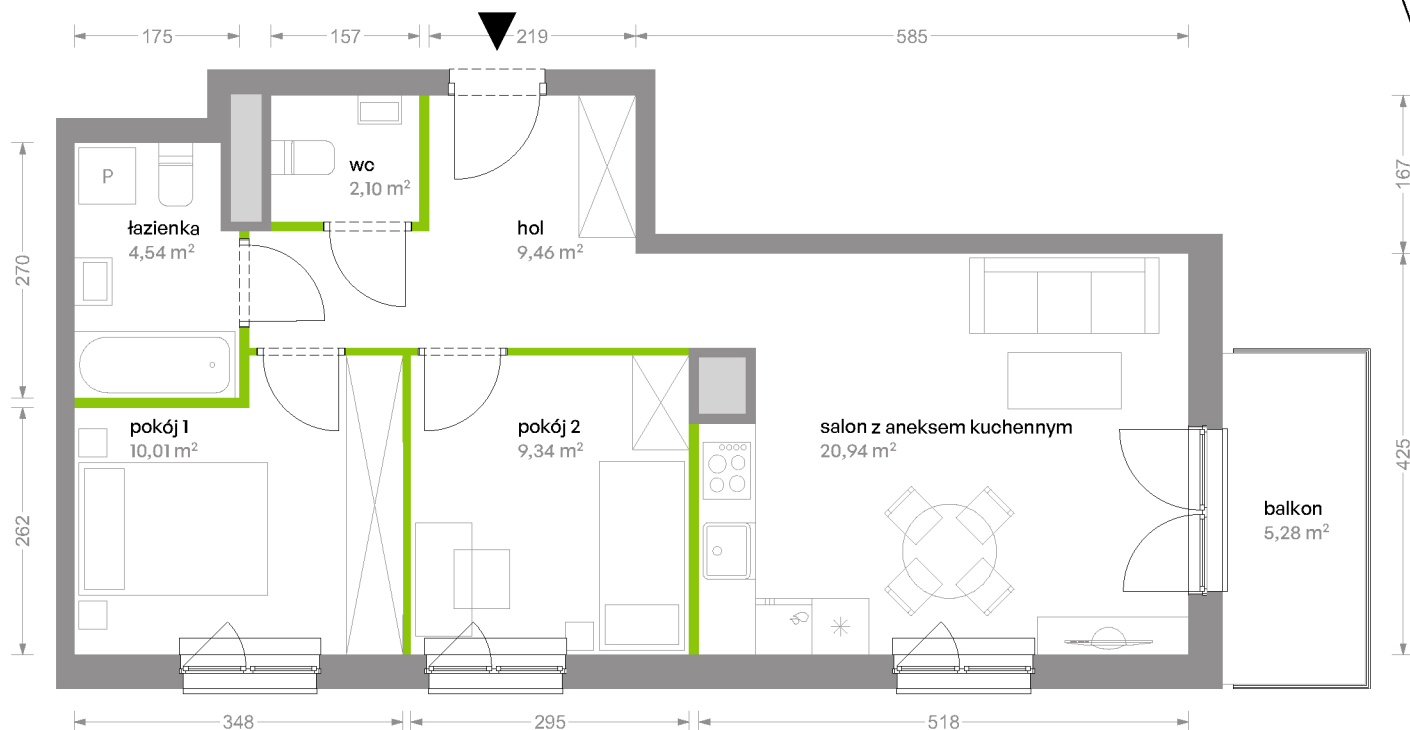 175
157
219
585
wc
2,10 m²
P
łazienka
4,54 m²
hol
9,46 m²
167
270
pokój 1
10,01 m²
pokój 2
9,34 m²
salon z aneksem kuchennym
20,94 m²
425
262
balkon
5,28 m²
348
295
518